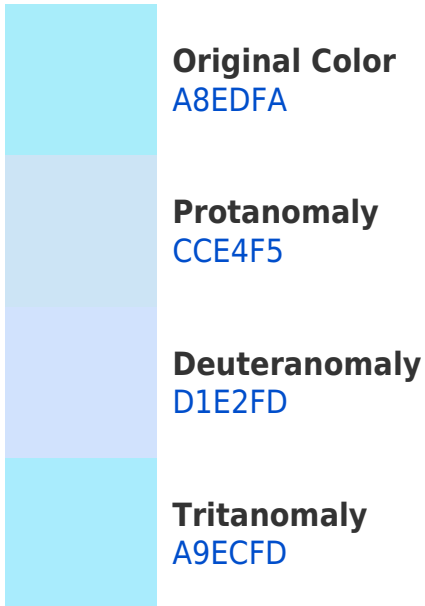 Original Color
A8EDFA
Protanomaly
CCE4F5
Deuteranomaly
D1E2FD
Tritanomaly
A9ECFD